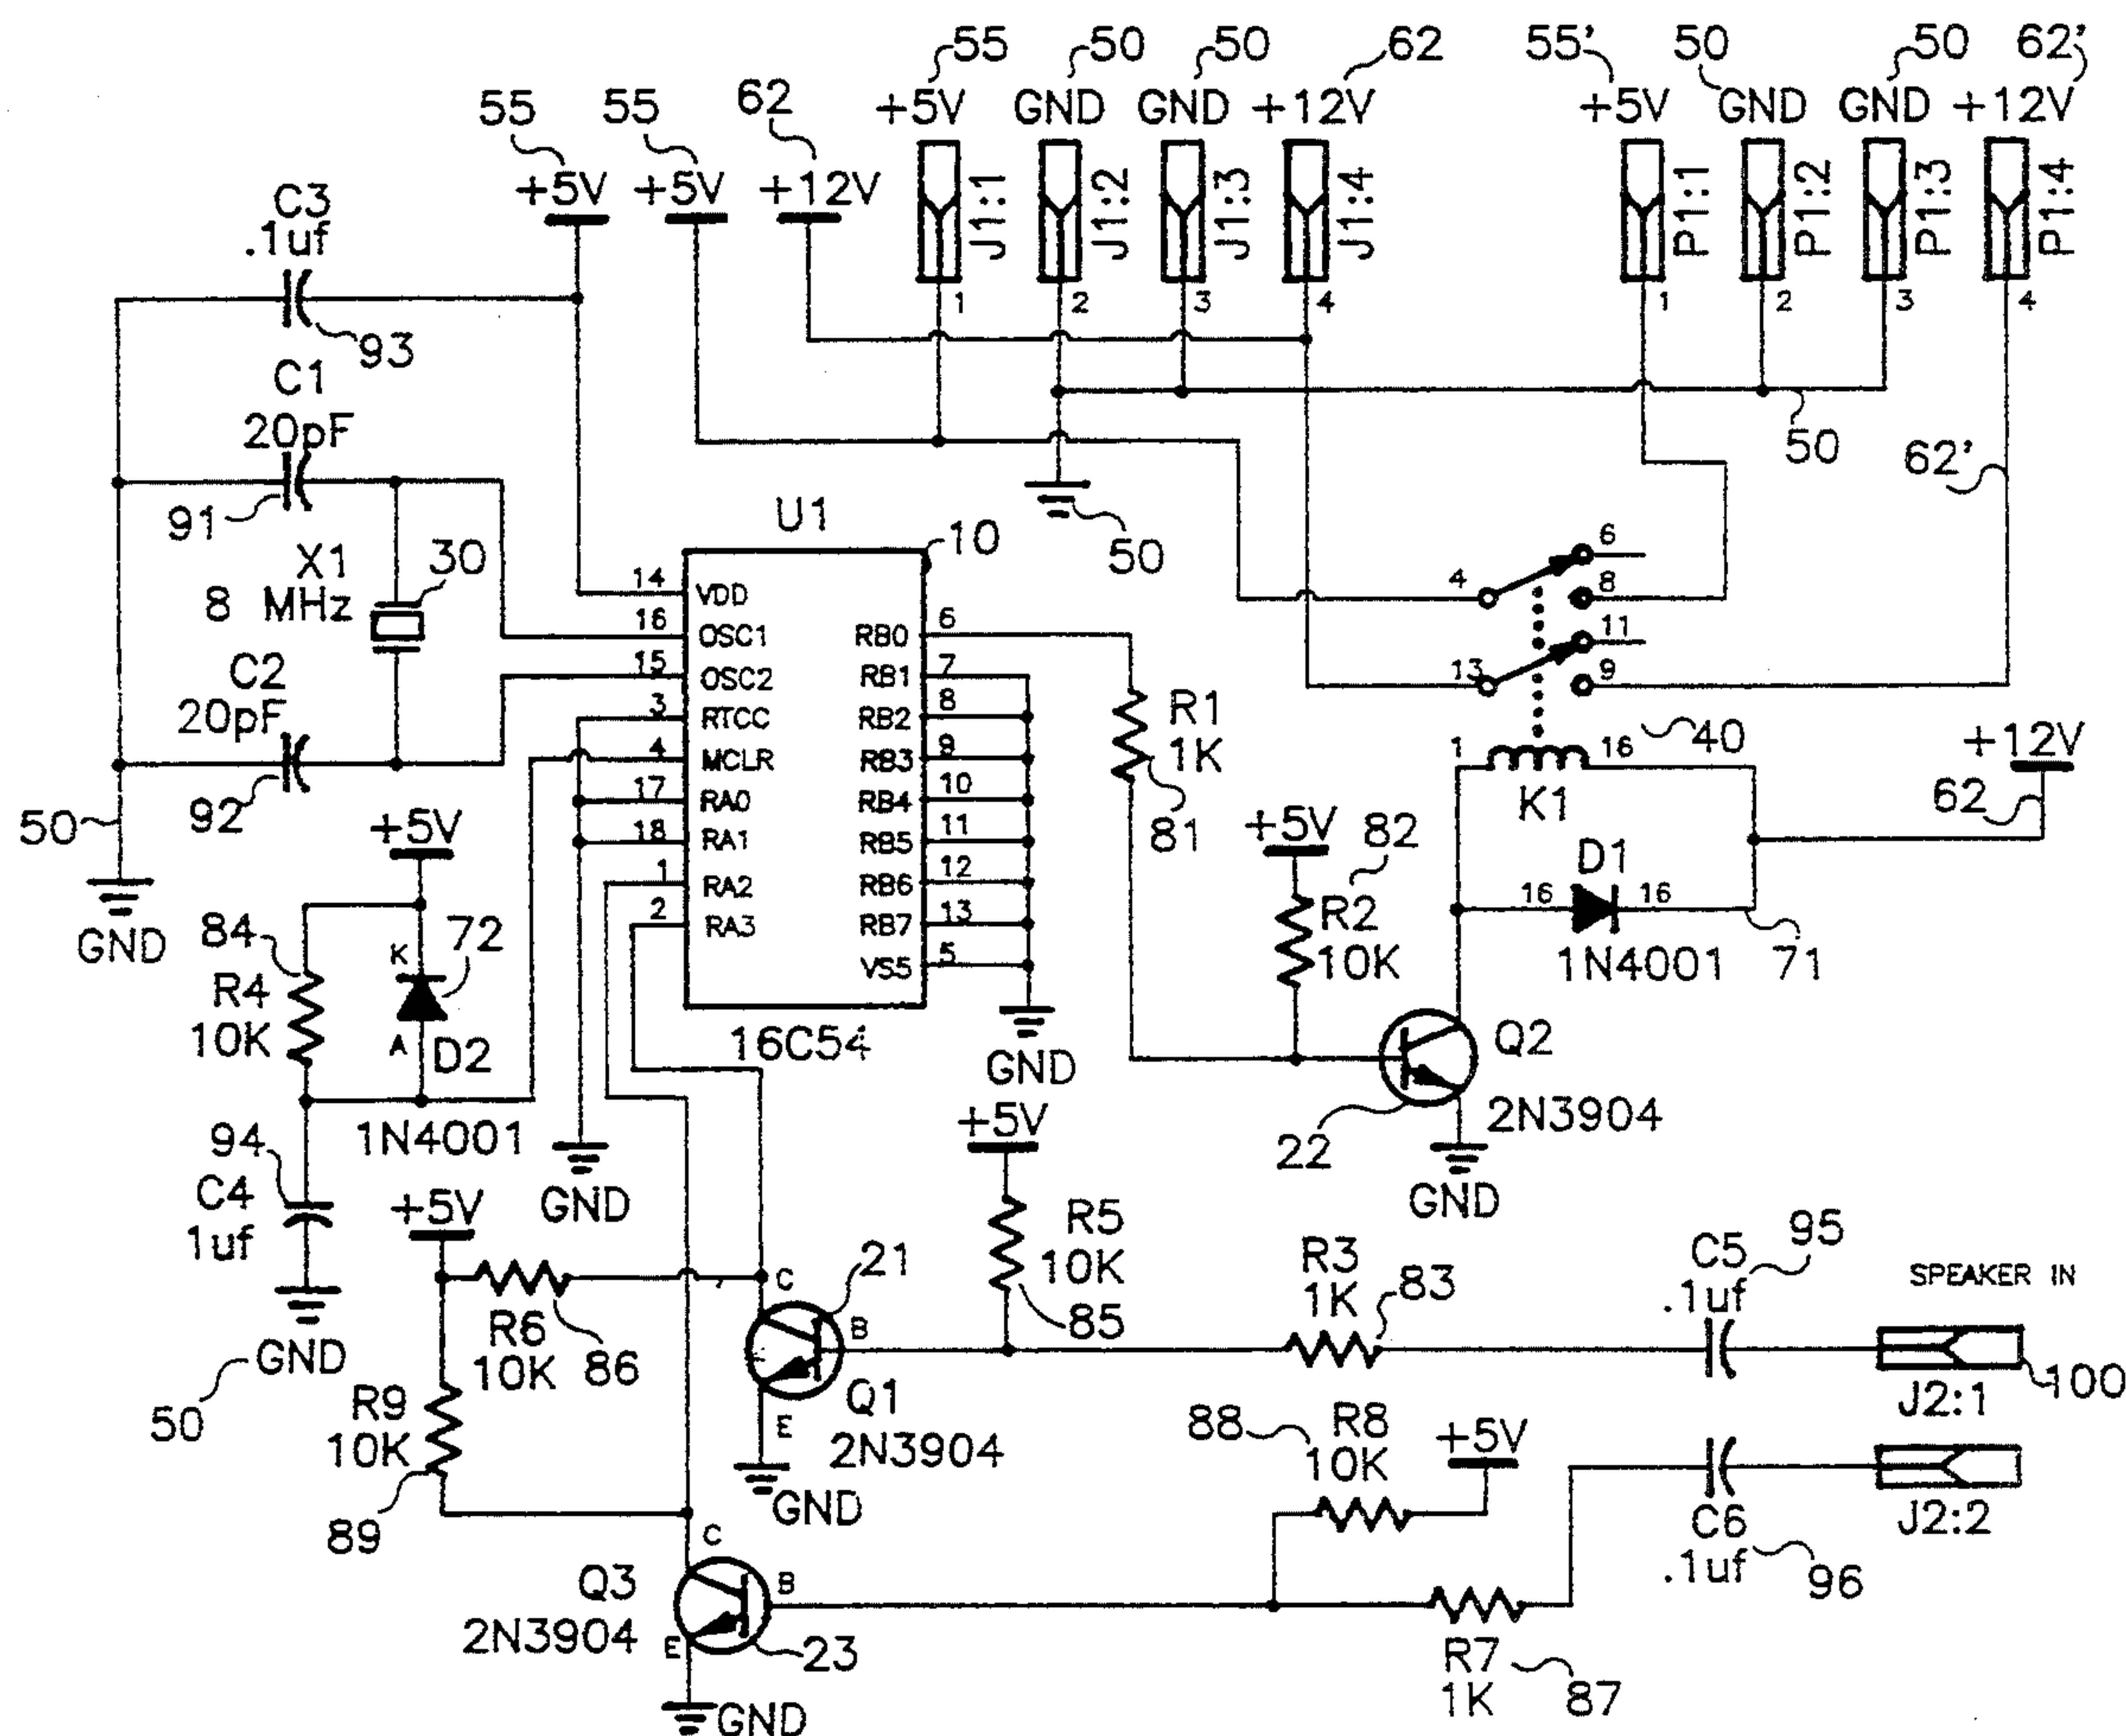 55 50 50 62 55' 50 50 62'
+5V GND GND +12V +5V GND GND +12V
55 55 62
+5V +5V +12V
J1:1 J1:2 J1:3 J1:4 P1:1 P1:2 P1:3 P1:4
1 2 3 4 1 2 3 4
C3
.1uf
93
C1
20pF
91
50
62'
50
U1
10
X1
8 MHz
30
C2
20pF
92
50
GND
14 VDD
16 OSC1
15 OSC2
3 RTCC
4 MCLR
17 RA0
18 RA1
1 RA2
2 RA3
RB0 6
RB1 7
RB2 8
RB3 9
RB4 10
RB5 11
RB6 12
RB7 13
VS5 5
16C54
GND
4 6
8
11
13 9
1 16 40
K1
+12V
62
R1
1K
81
+5V 82
R2
10K
D1
16 16
1N4001 71
Q2
2N3904
22
GND
+5V
84
R4
10K
K 72
A D2
1N4001
94
C4
1uf
GND
50
GND
+5V
R6
10K 86
R9
10K
89
C 21
B
E
Q1
2N3904
GND
+5V
R5
10K
85
R3
1K 83
C5 95
.1uf
SPEAKER IN
100
J2:1
88 R8
10K
+5V
C6
.1uf 96
J2:2
C
Q3 B
2N3904 E 23
GND
R7
1K 87